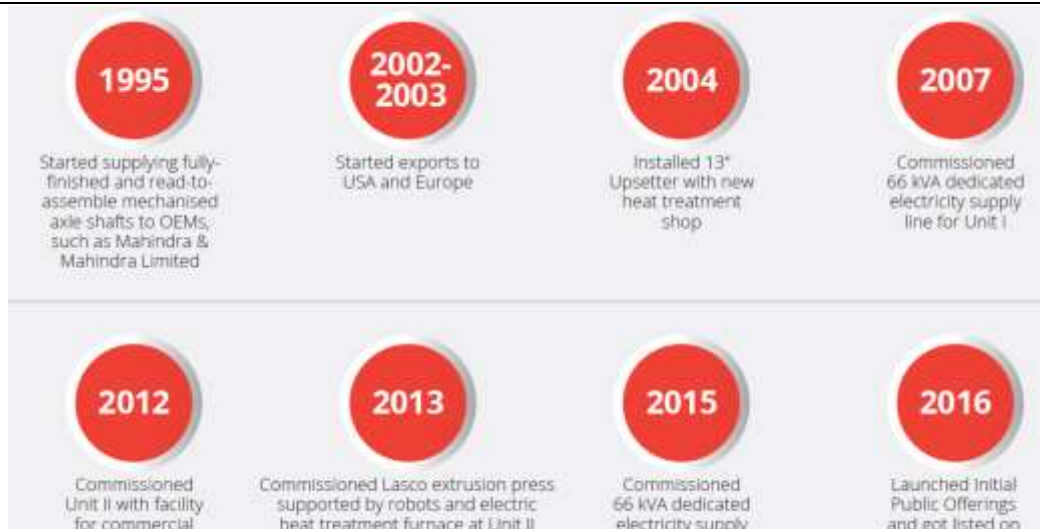 1995
Started supplying fully-
finished and read-to-
assemble mechanised
axle shafts to OEMs,
such as Mahindra &
Mahindra Limited
2002-
2003
Started exports to
USA and Europe
2004
Installed 13"
Upsetter with new
heat treatment
shop
2007
Commissioned
66 kVA dedicated
electricity supply
line for Unit I
2012
Commissioned
Unit II with facility
for commercial
2013
Commissioned Lasco extrusion press
supported by robots and electric
heat treatment furnace at Unit II
2015
Commissioned
66 kVA dedicated
electricity supply
2016
Launched Initial
Public Offerings
and got listed on